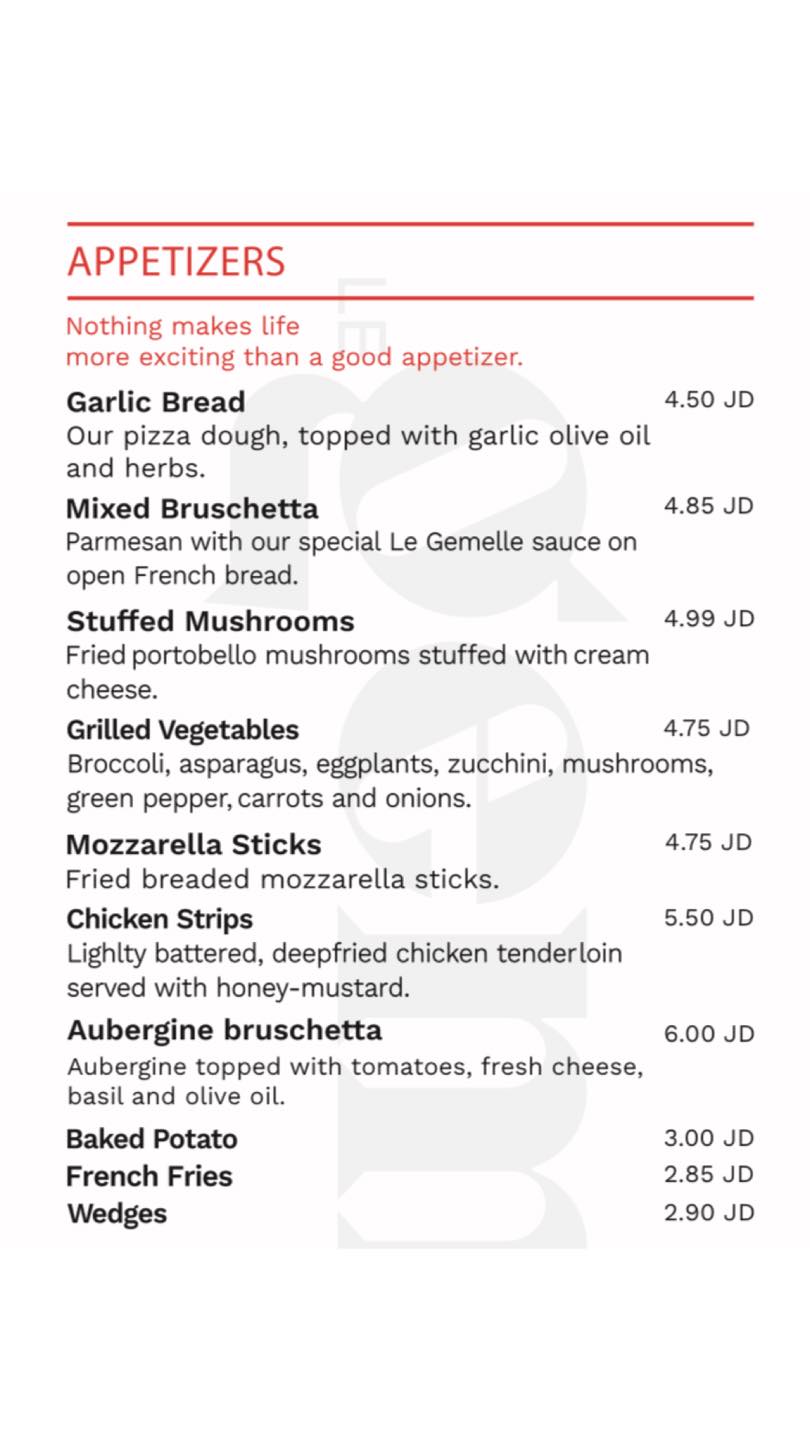 APPETIZERS
LE
Nothing makes life
more exciting than a good appetizer.
Garlic Bread 4.50 JD
Our pizza dough, topped with garlic olive oil
and herbs.
Mixed Bruschetta 4.85 JD
Parmesan with our special Le Gemelle sauce on
open French bread.
Stuffed Mushrooms 4.99 JD
Fried portobello mushrooms stuffed with cream
cheese.
Grilled Vegetables 4.75 JD
Broccoli, asparagus, eggplants, zucchini, mushrooms,
green pepper, carrots and onions.
Mozzarella Sticks 4.75 JD
Fried breaded mozzarella sticks.
Chicken Strips 5.50 JD
Lighlty battered, deepfried chicken tenderloin
served with honey-mustard.
Aubergine bruschetta 6.00 JD
Aubergine topped with tomatoes, fresh cheese,
basil and olive oil.
Baked Potato 3.00 JD
French Fries 2.85 JD
Wedges 2.90 JD